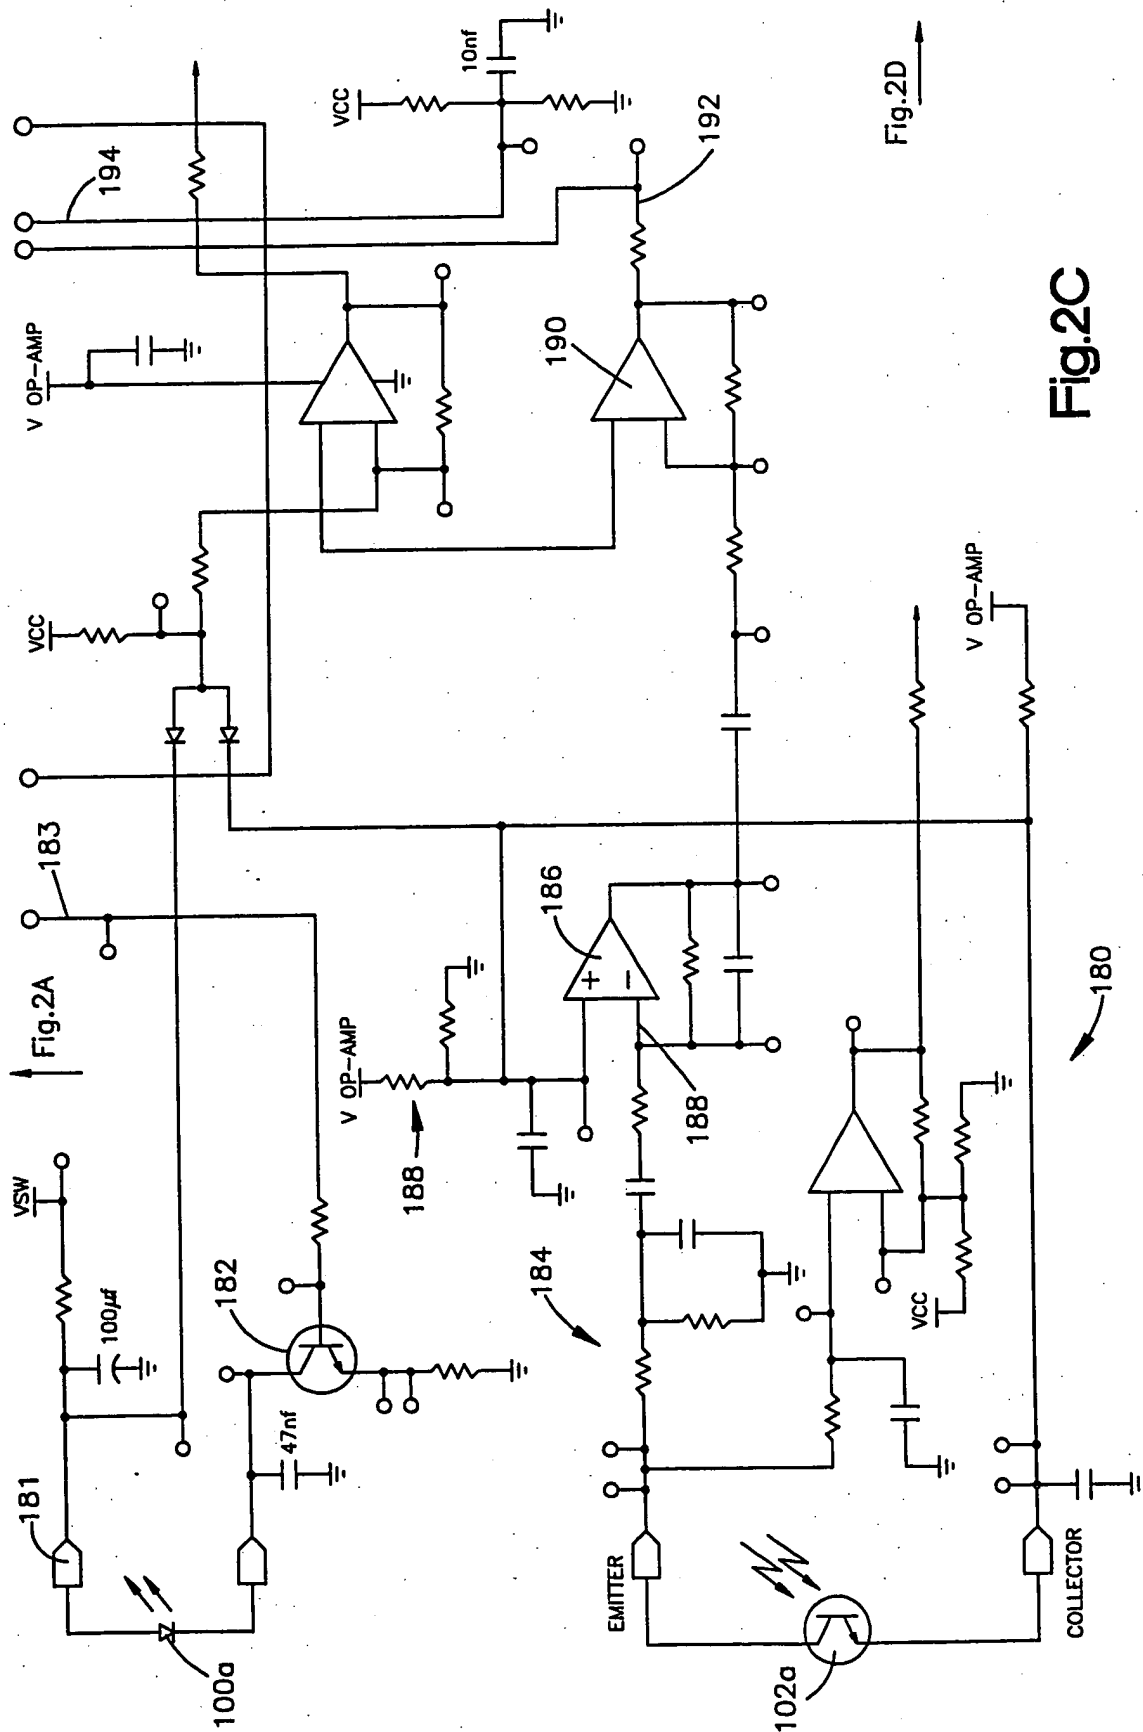 Fig.2A
183
194
VCC
V OP-AMP
VCC
10nf
VSW
100µf
181
182
47nf
100a
V OP-AMP
188
186
190
192
184
188
EMITTER
VCC
V OP-AMP
102a
COLLECTOR
180
Fig.2D
Fig.2C